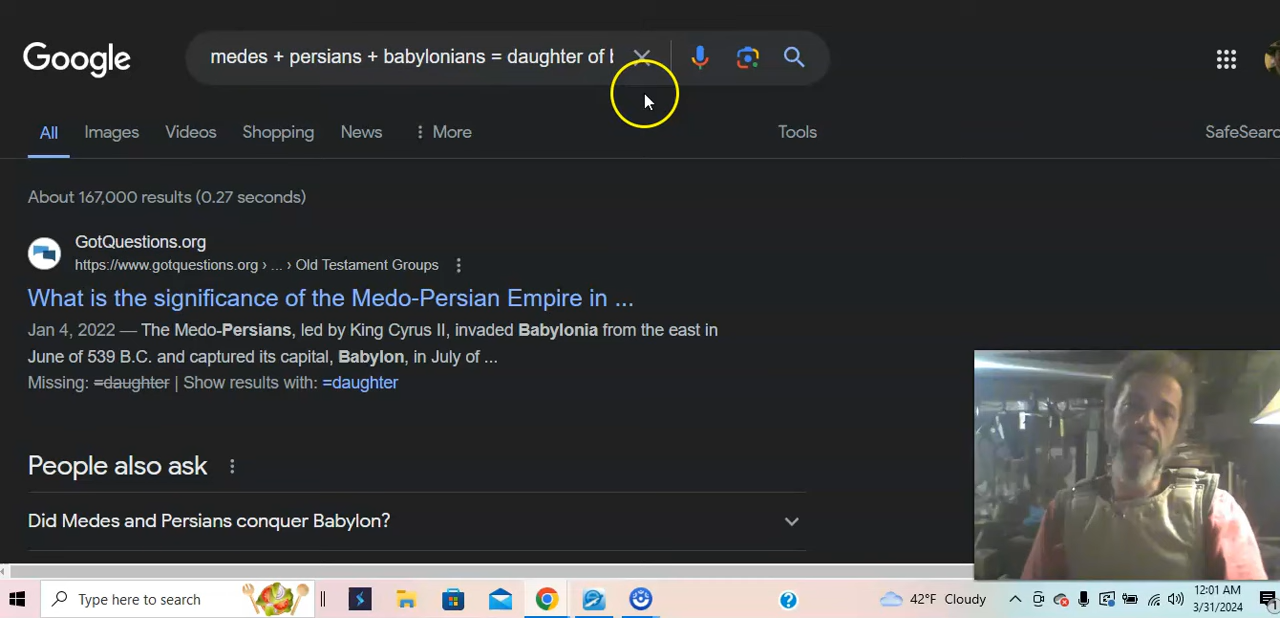 Google
medes + persians + babylonians = daughter of
All Images Videos Shopping News More Tools SafeSearc
About 167,000 results (0.27 seconds)
GotQuestions.org
https://www.gotquestions.org › ... › Old Testament Groups
What is the significance of the Medo-Persian Empire in ...
Jan 4, 2022 — The Medo-Persians, led by King Cyrus II, invaded Babylonia from the east in
June of 539 B.C. and captured its capital, Babylon, in July of ...
Missing: =daughter | Show results with: =daughter
People also ask
Did Medes and Persians conquer Babylon?
Type here to search
42°F Cloudy
12:01 AM
3/31/2024